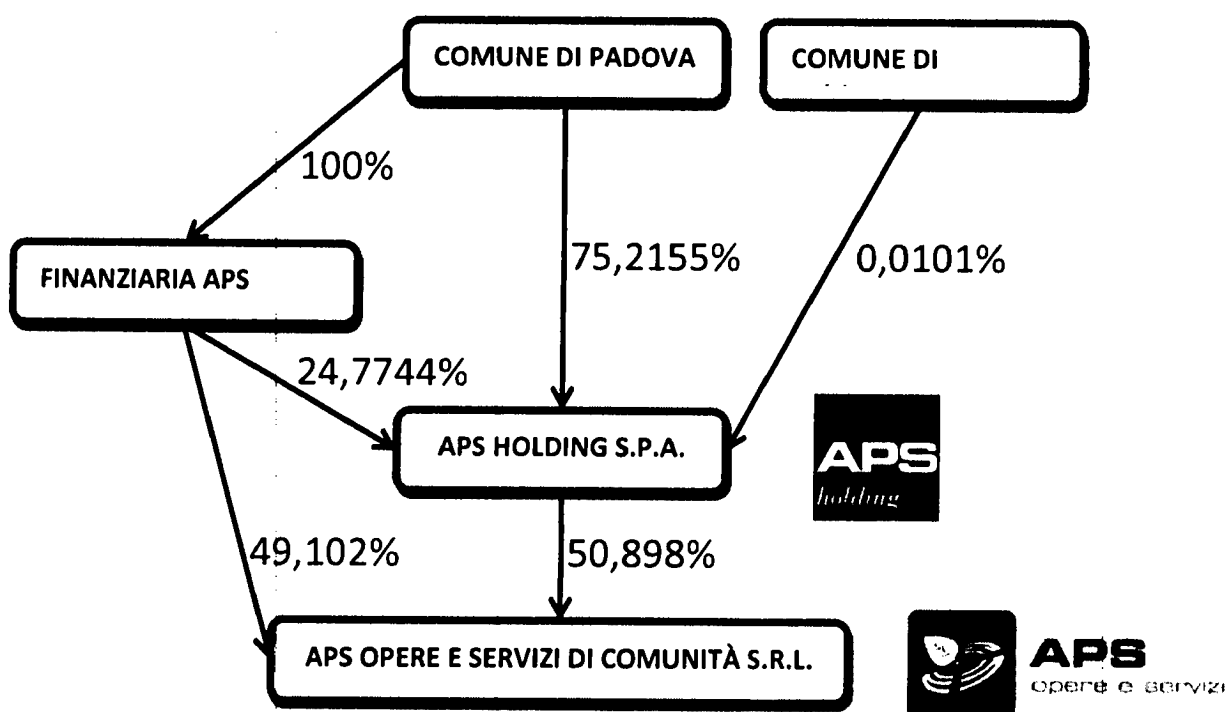 COMUNE DI PADOVA
COMUNE DI
100%
75,2155%
0,0101%
FINANZIARIA APS
24,7744%
APS HOLDING S.P.A.
APS
holding
49,102%
50,898%
APS OPERE E SERVIZI DI COMUNITÀ S.R.L.
APS
opere e servizi